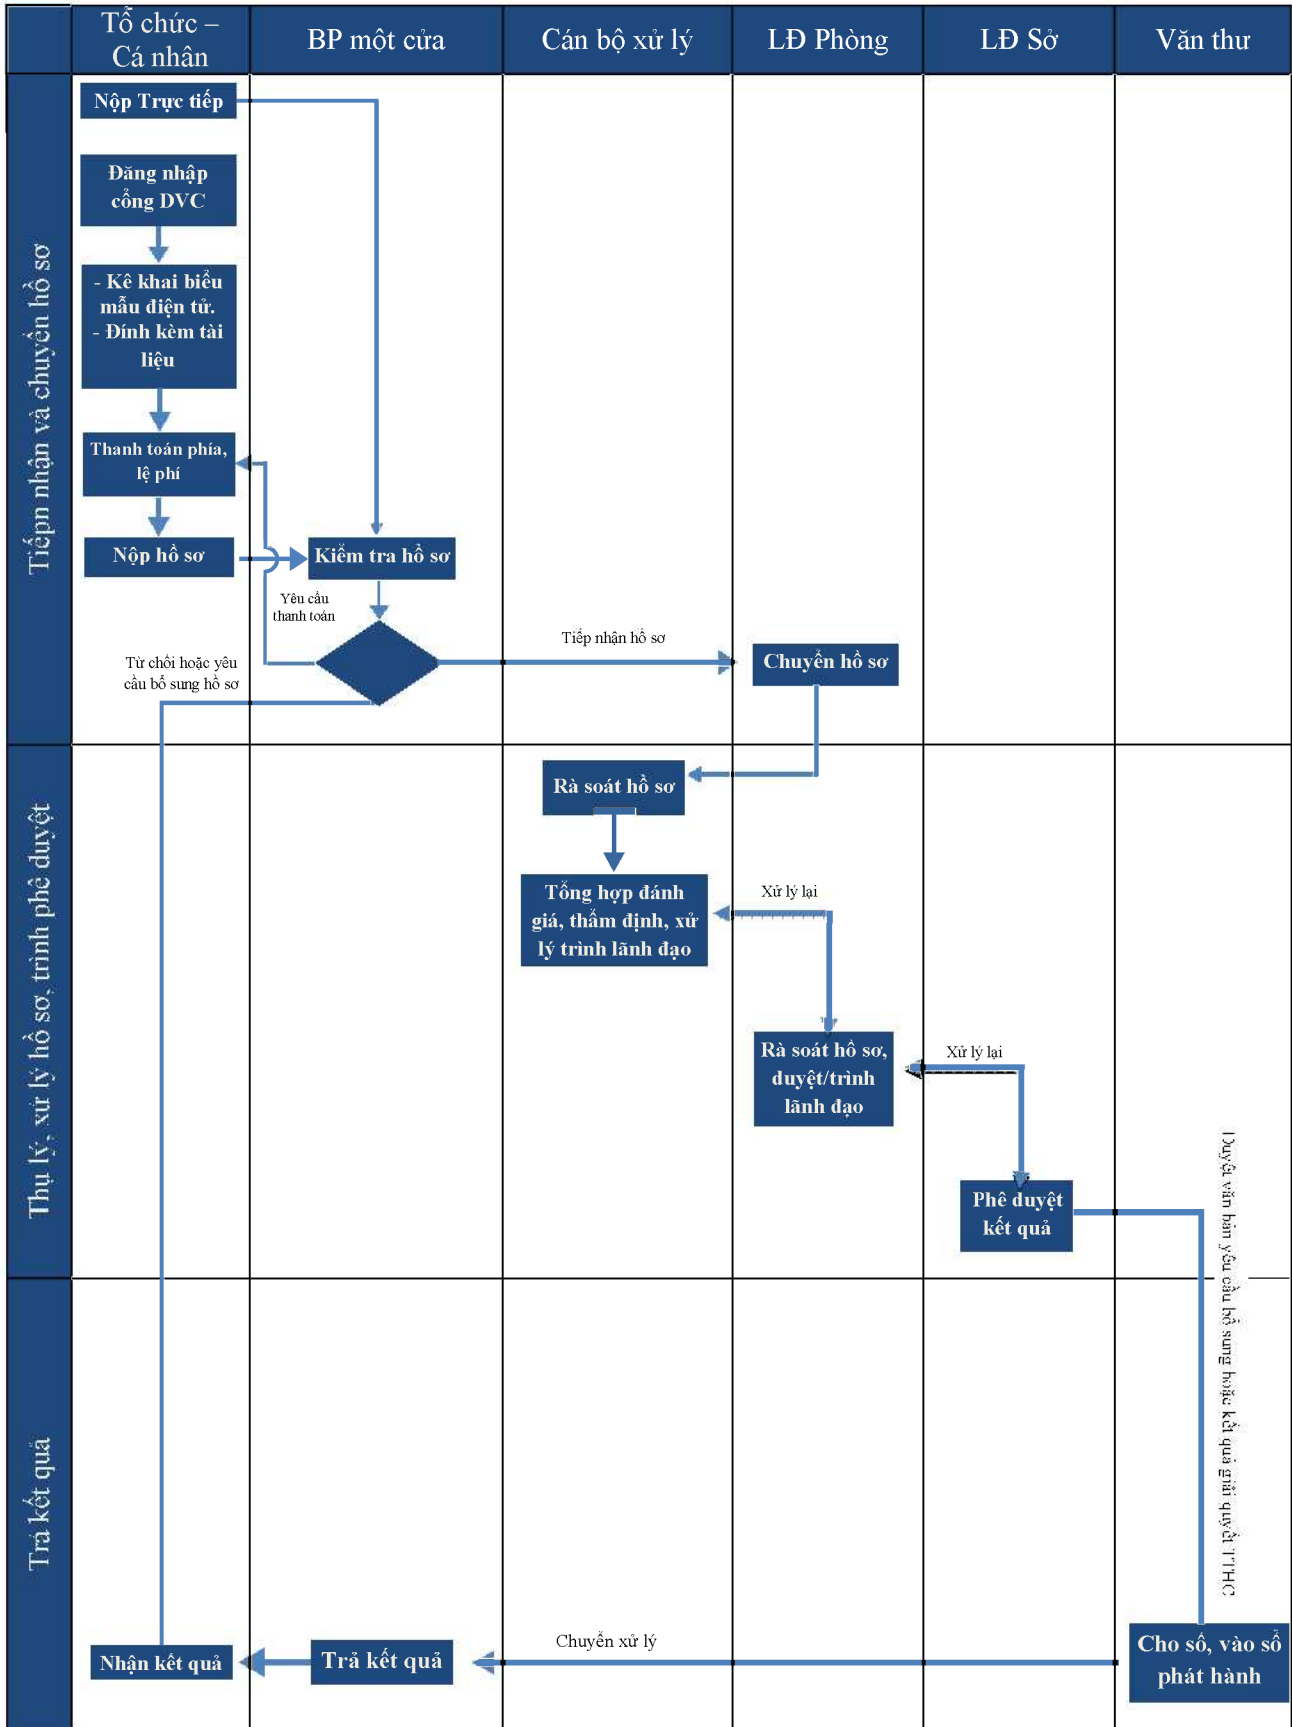 Tổ chức –
Cá nhân
BP một cửa
Cán bộ xử lý
LĐ Phòng
LĐ Sở
Văn thư
Tiếpn nhận và chuyển hồ sơ
Nộp Trực tiếp
Đăng nhập
cổng DVC
- Kê khai biểu
mẫu điện tử.
- Đính kèm tài
liệu
Thanh toán phía,
lệ phí
Nộp hồ sơ
Kiểm tra hồ sơ
Yêu cầu
thanh toán
Từ chối hoặc yêu
cầu bổ sung hồ sơ
Tiếp nhận hồ sơ
Chuyển hồ sơ
Thụ lý, xử lý hồ sơ, trình phê duyệt
Rà soát hồ sơ
Tổng hợp đánh
giá, thẩm định, xử
lý trình lãnh đạo
Xử lý lại
Rà soát hồ sơ,
duyệt/trình
lãnh đạo
Xử lý lại
Phê duyệt
kết quả
Duyệt văn bản yêu cầu bổ sung hoặc kết quả giải quyết TTHC
Trả kết quả
Nhận kết quả
Trả kết quả
Chuyển xử lý
Cho số, vào sổ
phát hành